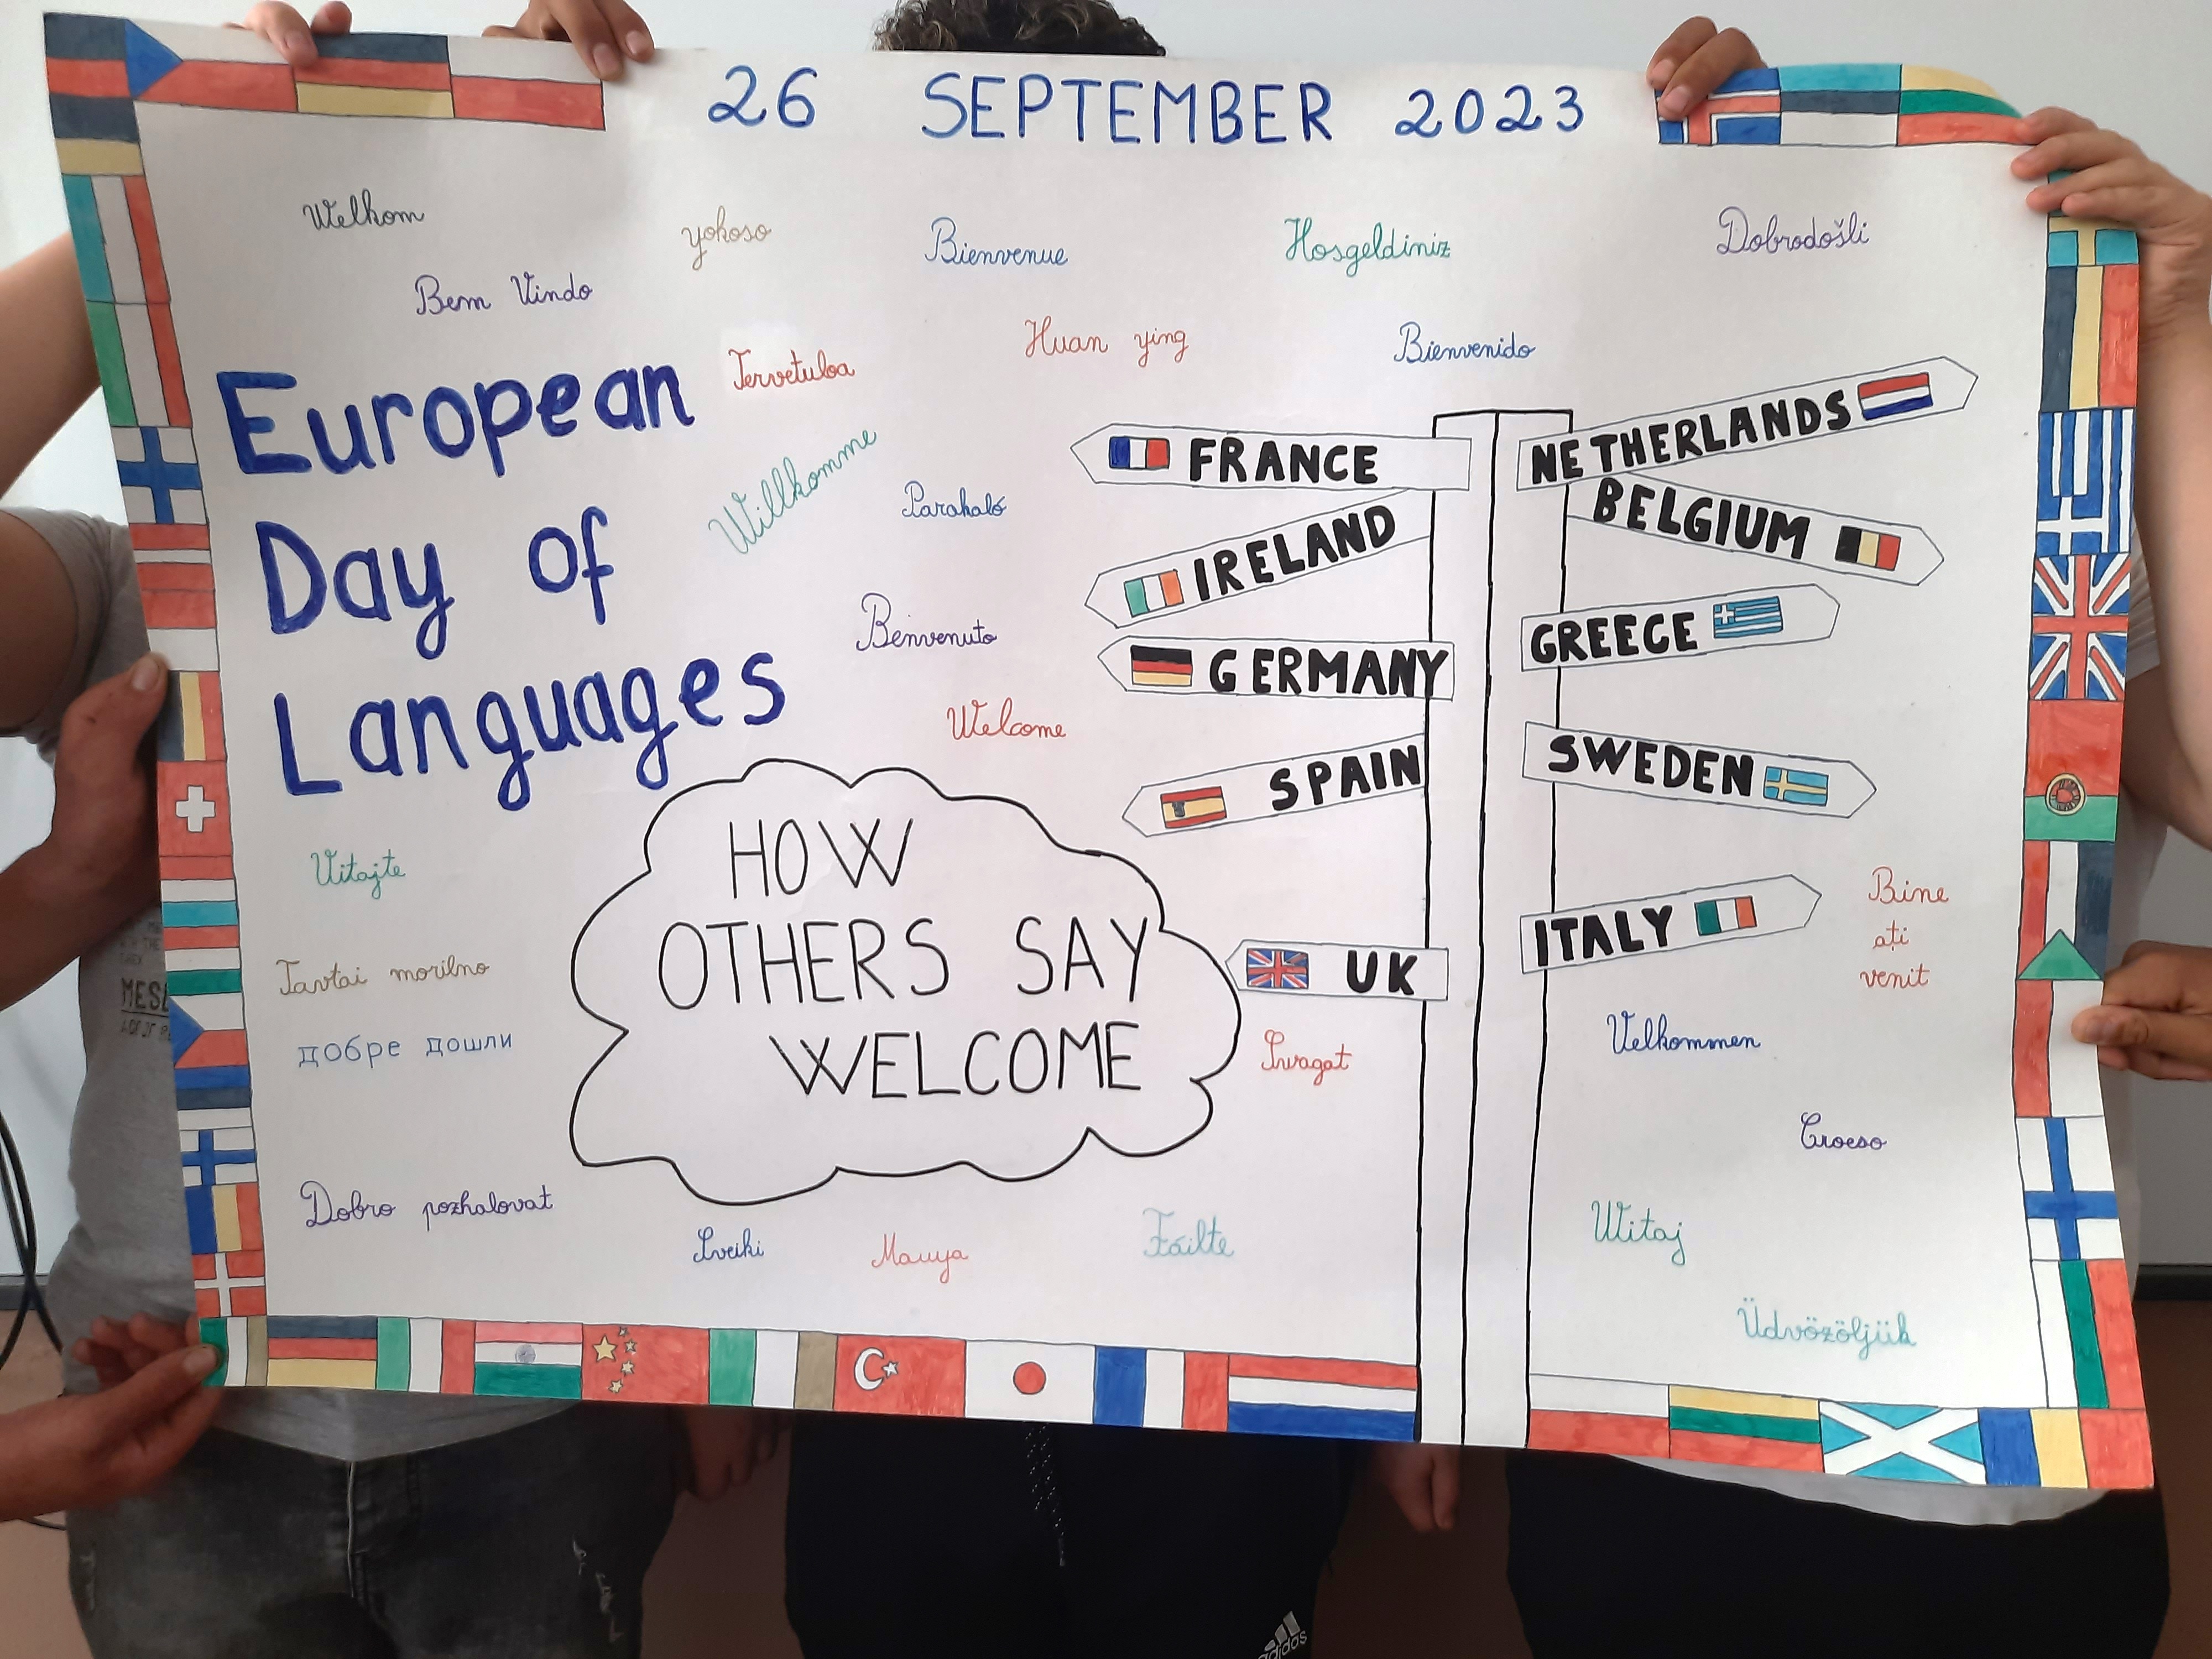 26 SEPTEMBER 2023
Welkom
yokoso
Bienvenue
Hosgeldiniz
Dobrodošli
Bem Vindo
Tervetuloa
Huan ying
Bienvenido
European
Day of
Languages
Willkomme
Parakaló
Benvenuto
Welcome
FRANCE
NETHERLANDS
IRELAND
BELGIUM
GERMANY
GREECE
SPAIN
SWEDEN
UK
ITALY
HOW
OTHERS SAY
WELCOME
Vitajte
Tavtai morilno
добре дошли
Dobro pozhalovat
Sveiki
Swagat
Fáilte
Bine
ați
venit
Velkommen
Croeso
Witaj
Üdvözöljük
adidas